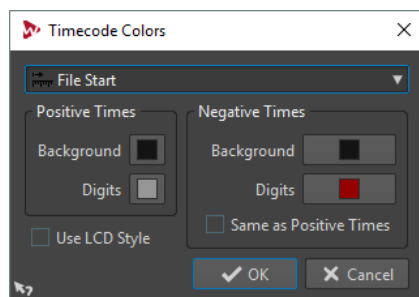 Timecode Colors
File Start
Positive Times
Background
Digits
Use LCD Style
Negative Times
Background
Digits
Same as Positive Times
OK
Cancel